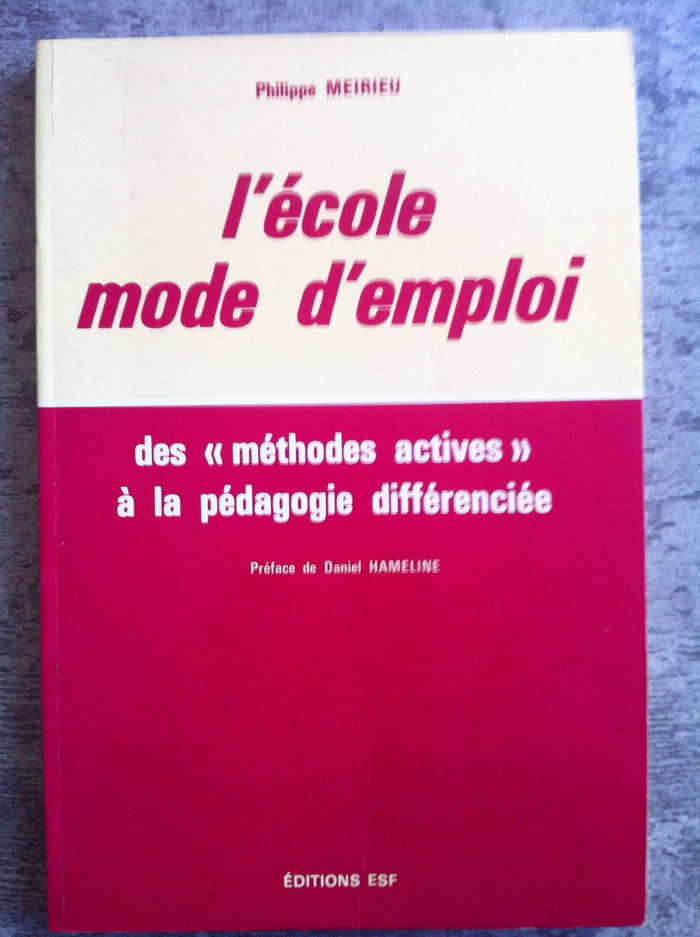 Philippe MEIRIEU
l'école
mode d'emploi
des « méthodes actives »
à la pédagogie différenciée
Préface de Daniel HAMELINE
ÉDITIONS ESF